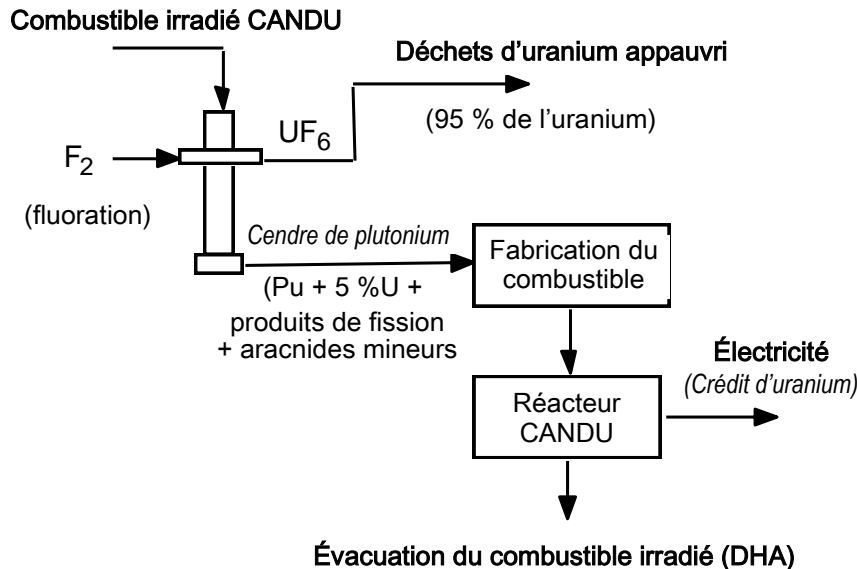 Combustible irradié CANDU
Déchets d’uranium appauvri
(95 % de l’uranium)
UF6
F2
(fluoration)
Cendre de plutonium
(Pu + 5 %U +
produits de fission
+ aracnides mineurs
Fabrication du
combustible
Électricité
(Crédit d’uranium)
Réacteur
CANDU
Évacuation du combustible irradié (DHA)